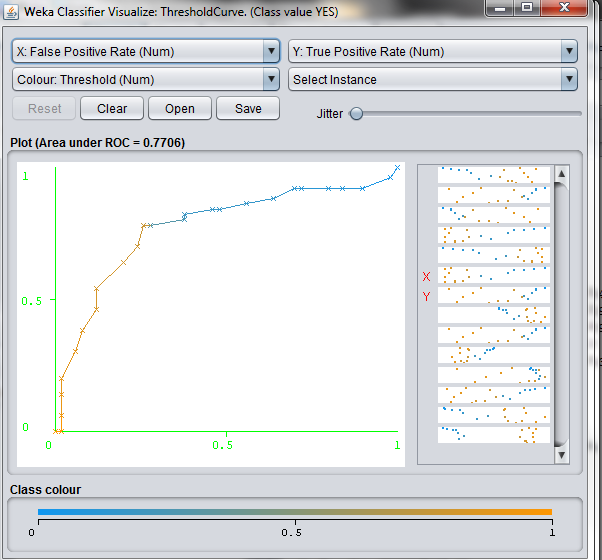 Weka Classifier Visualize: ThresholdCurve. (Class value YES)
X: False Positive Rate (Num) Y: True Positive Rate (Num)
Colour: Threshold (Num) Select Instance
Reset Clear Open Save Jitter
Plot (Area under ROC = 0.7706)
1
0.5
0
0 0.5 1
X
Y
Class colour
0 0.5 1